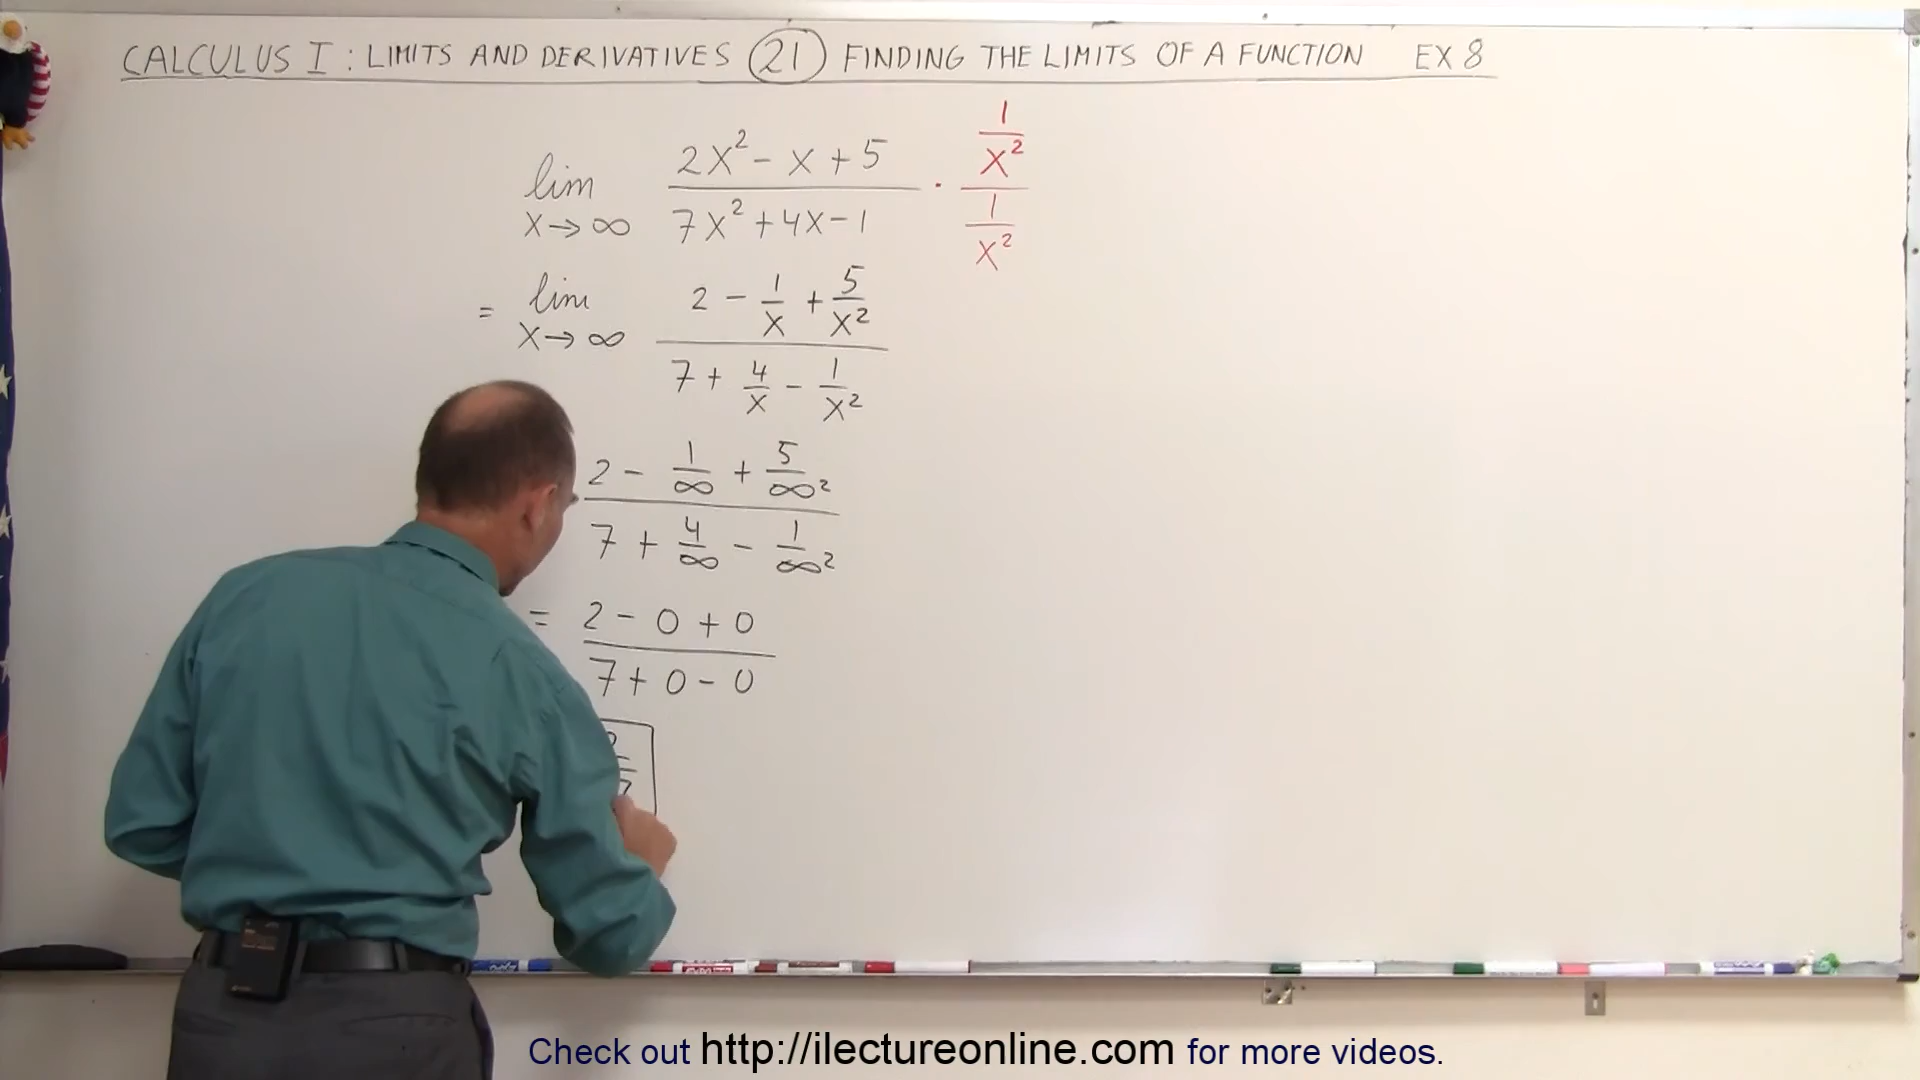 CALCULUS I : LIMITS AND DERIVATIVES (21) FINDING THE LIMITS OF A FUNCTION EX 8
lim x→∞ (2x² - x + 5)/(7x² + 4x - 1) · (1/x²)/(1/x²)
= lim x→∞ (2 - 1/x + 5/x²)/(7 + 4/x - 1/x²)
(2 - 1/∞ + 5/∞²)/(7 + 4/∞ - 1/∞²)
= (2 - 0 + 0)/(7 + 0 - 0)
Check out http://ilectureonline.com for more videos.